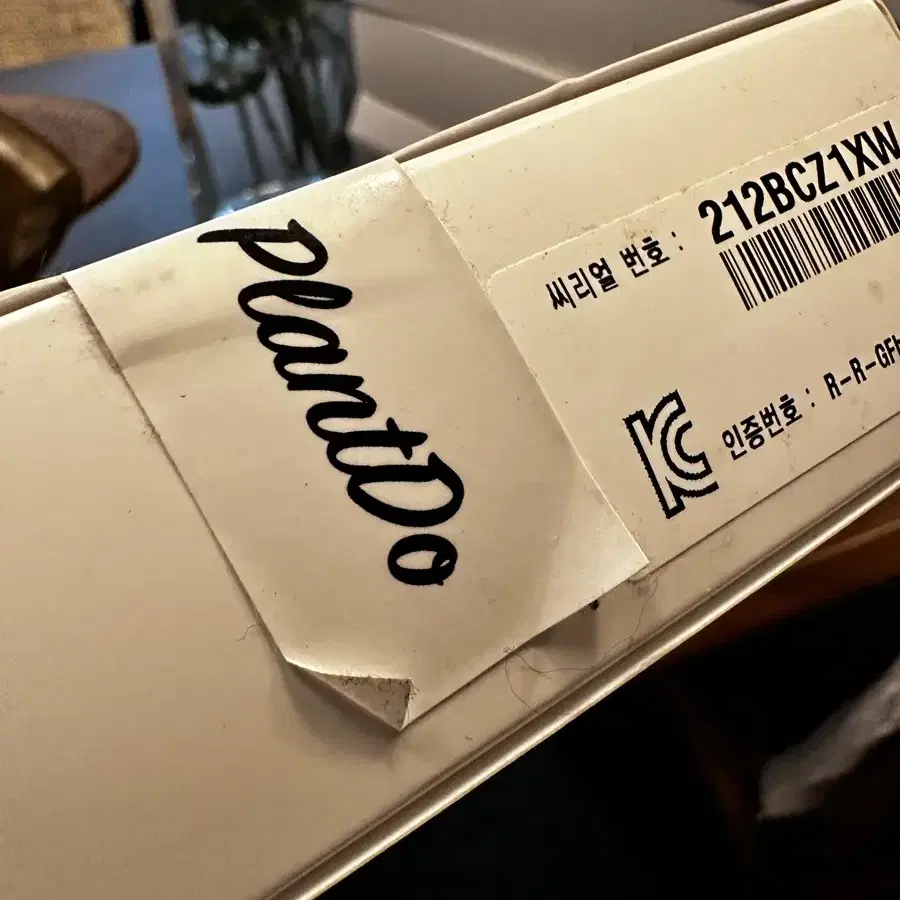 PlantDo
씨리얼 번호 : 212BCZ1XW
인증번호 : R-R-GF